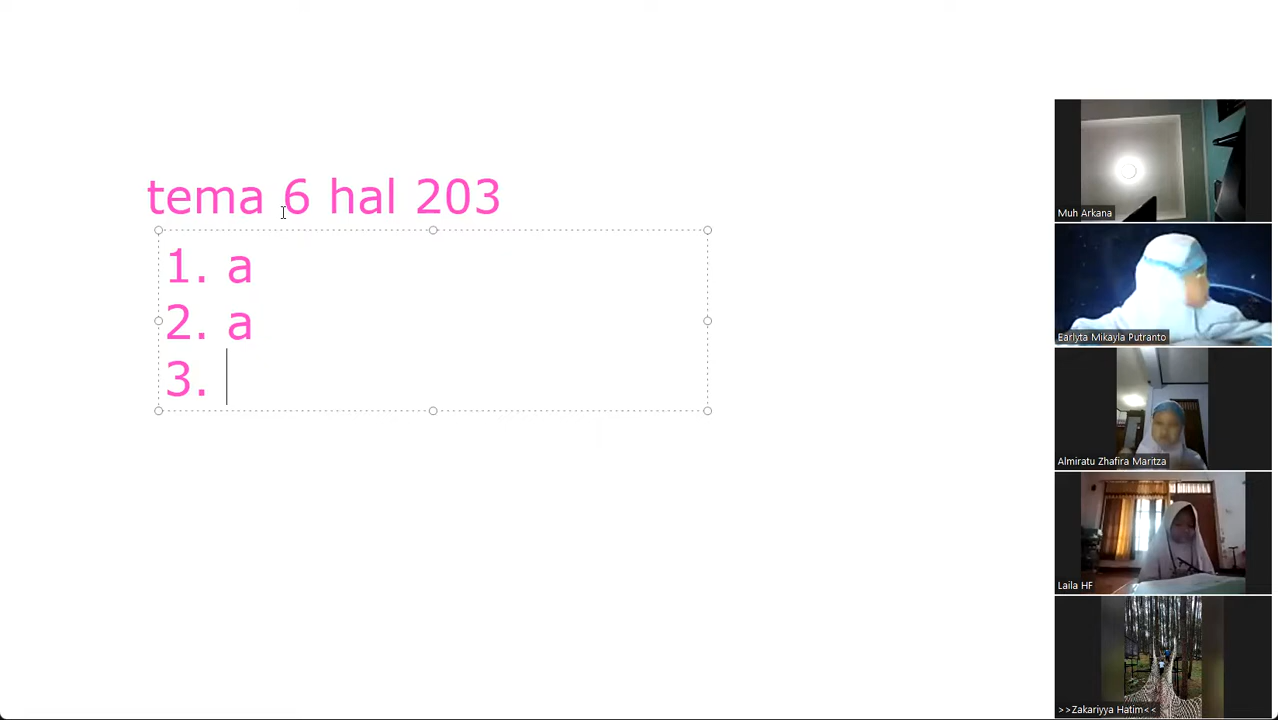 tema 6 hal 203
1. a
2. a
3.
Muh Arkana
Earlyta Mikayla Putranto
Almiratu Zhafira Maritza
Laila HF
>>Zakariyya Hatim<<